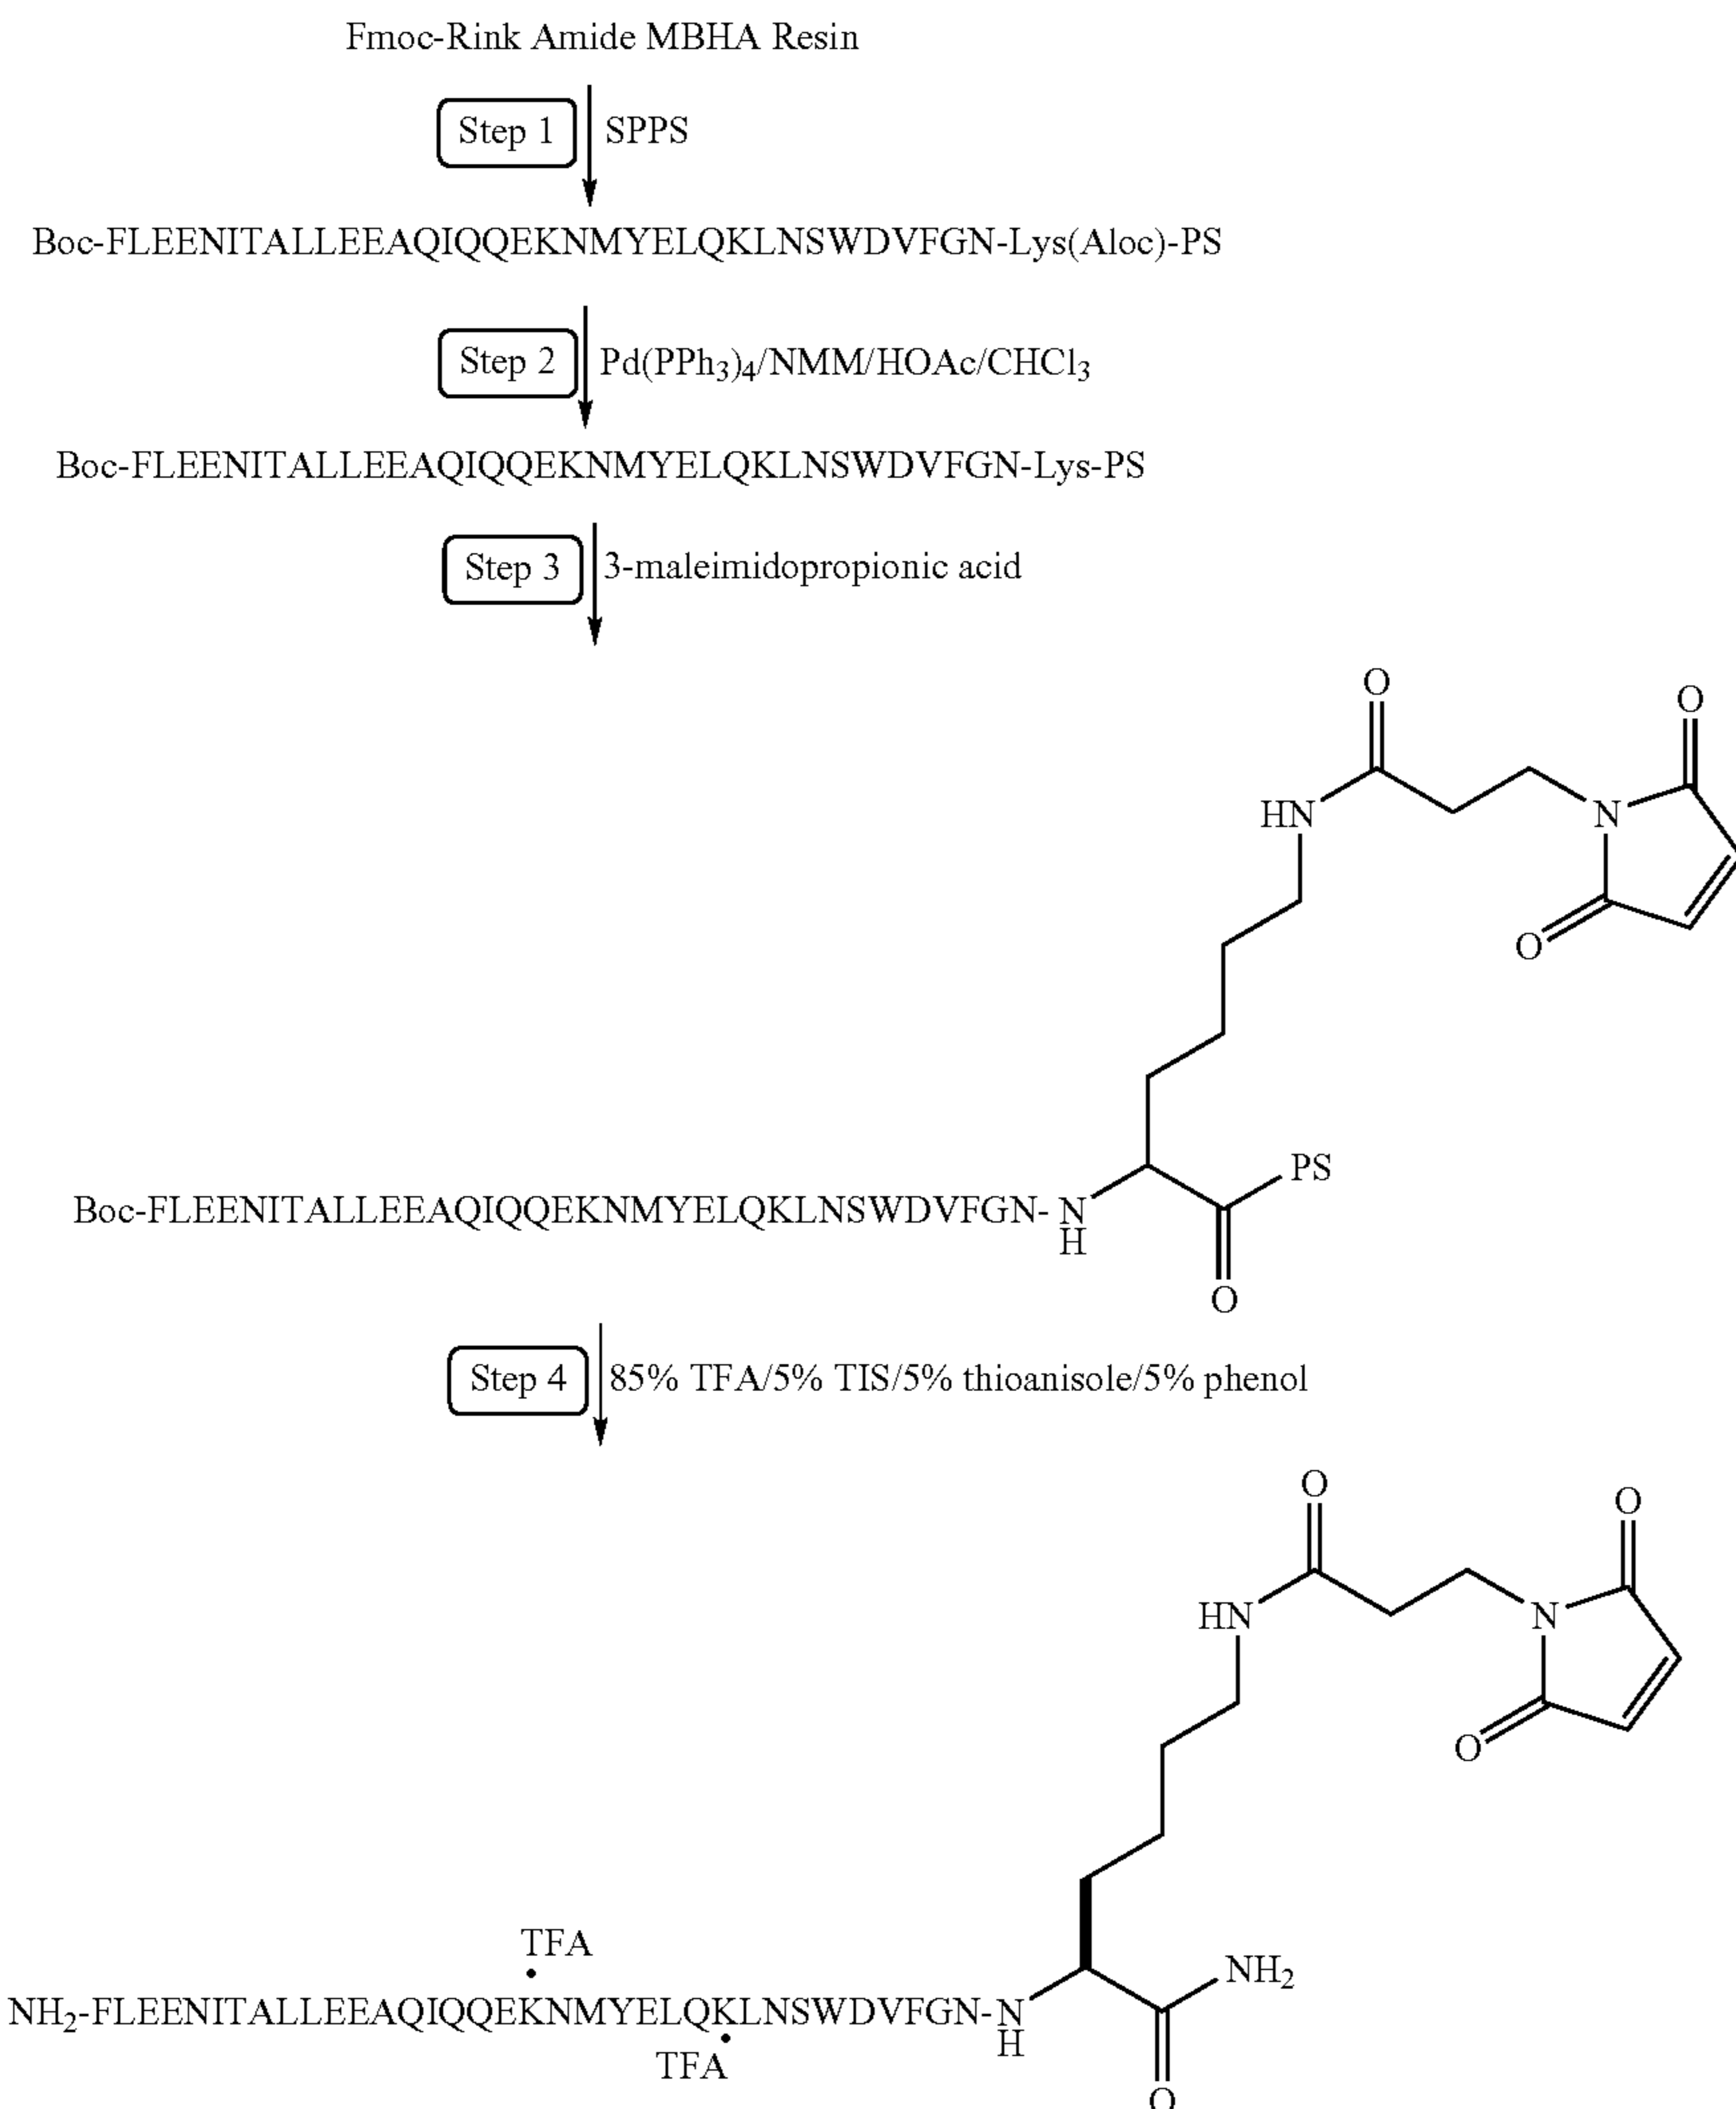 Fmoc-Rink Amide MBHA Resin
Step 1 SPPS
Boc-FLEENITALLEEAQIQQEKNMYELQKLNSWDVFGN-Lys(Aloc)-PS
Step 2 Pd(PPh3)4/NMM/HOAc/CHCl3
Boc-FLEENITALLEEAQIQQEKNMYELQKLNSWDVFGN-Lys-PS
Step 3 3-maleimidopropionic acid
O
O
HN
N
O
PS
Boc-FLEENITALLEEAQIQQEKNMYELQKLNSWDVFGN-N
H
O
Step 4 85% TFA/5% TIS/5% thioanisole/5% phenol
O
O
HN
N
O
TFA
NH2
NH2-FLEENITALLEEAQIQQEKNMYELQKLNSWDVFGN-N
H
TFA
O